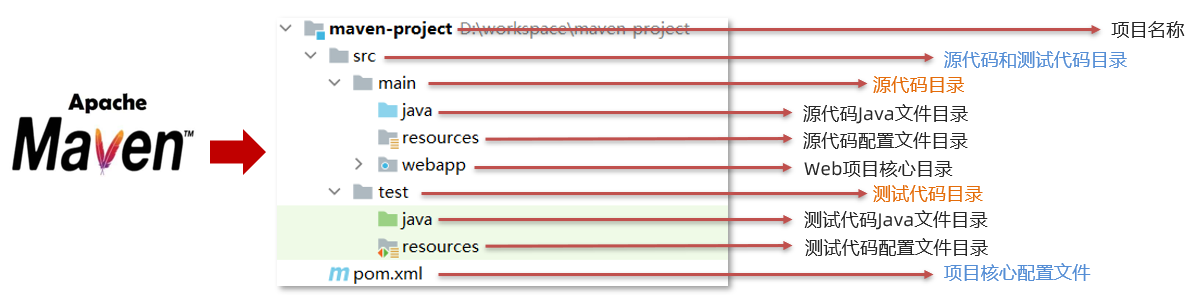 Apache
Maven™
maven-project D:\workspace\maven-project 项目名称
src 源代码和测试代码目录
main 源代码目录
java 源代码Java文件目录
resources 源代码配置文件目录
webapp Web项目核心目录
test 测试代码目录
java 测试代码Java文件目录
resources 测试代码配置文件目录
m pom.xml 项目核心配置文件